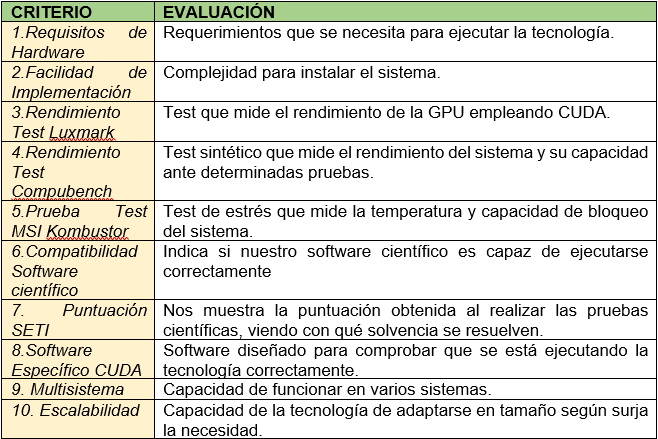 CRITERIO EVALUACIÓN
1.Requisitos de Requerimientos que se necesita para ejecutar la tecnología.
Hardware
2.Facilidad de Complejidad para instalar el sistema.
Implementación
3.Rendimiento Test que mide el rendimiento de la GPU empleando CUDA.
Test Luxmark
4.Rendimiento Test sintético que mide el rendimiento del sistema y su capacidad
Test ante determinadas pruebas.
Compubench
5.Prueba Test Test de estrés que mide la temperatura y capacidad de bloqueo
MSI Kombustor del sistema.
6.Compatibilidad Indica si nuestro software científico es capaz de ejecutarse
Software correctamente
científico
7. Puntuación Nos muestra la puntuación obtenida al realizar las pruebas
SETI científicas, viendo con qué solvencia se resuelven.
8.Software Software diseñado para comprobar que se está ejecutando la
Específico CUDA tecnología correctamente.
9. Multisistema Capacidad de funcionar en varios sistemas.
10. Escalabilidad Capacidad de la tecnología de adaptarse en tamaño según surja
la necesidad.